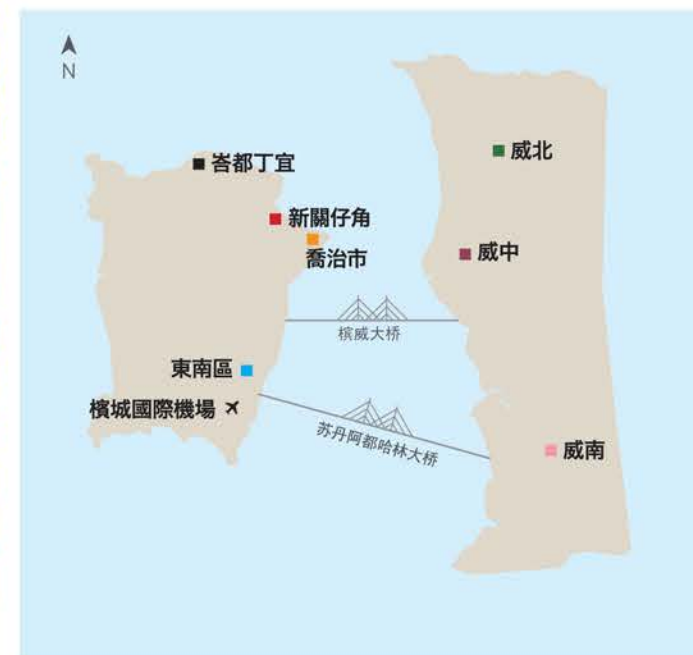 N
峇都丁宜
威北
新關仔角
喬治市
威中
檳威大桥
東南區
檳城國際機場
苏丹阿都哈林大桥
威南